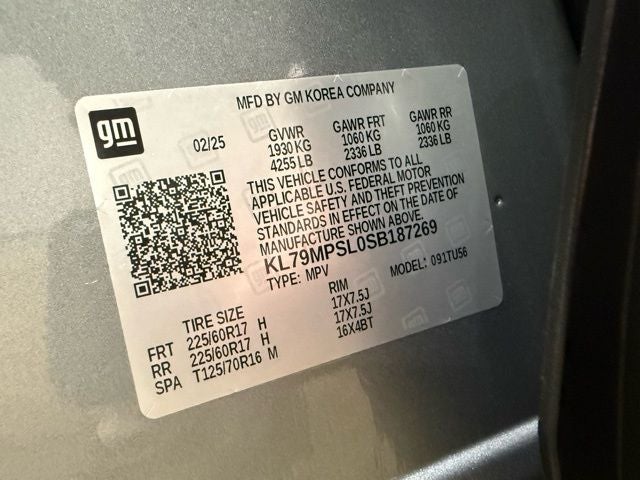 gm
MFD BY GM KOREA COMPANY
02/25 GVWR GAWR FRT GAWR RR
1930 KG 1060 KG 1060 KG
4255 LB 2336 LB 2336 LB
THIS VEHICLE CONFORMS TO ALL
APPLICABLE U.S. FEDERAL MOTOR
VEHICLE SAFETY AND THEFT PREVENTION
STANDARDS IN EFFECT ON THE DATE OF
MANUFACTURE SHOWN ABOVE.
KL79MPSL0SB187269
TYPE: MPV MODEL: 091TU56
TIRE SIZE RIM
FRT 225/60R17 H 17X7.5J
RR 225/60R17 H 17X7.5J
SPA T125/70R16 M 16X4BT